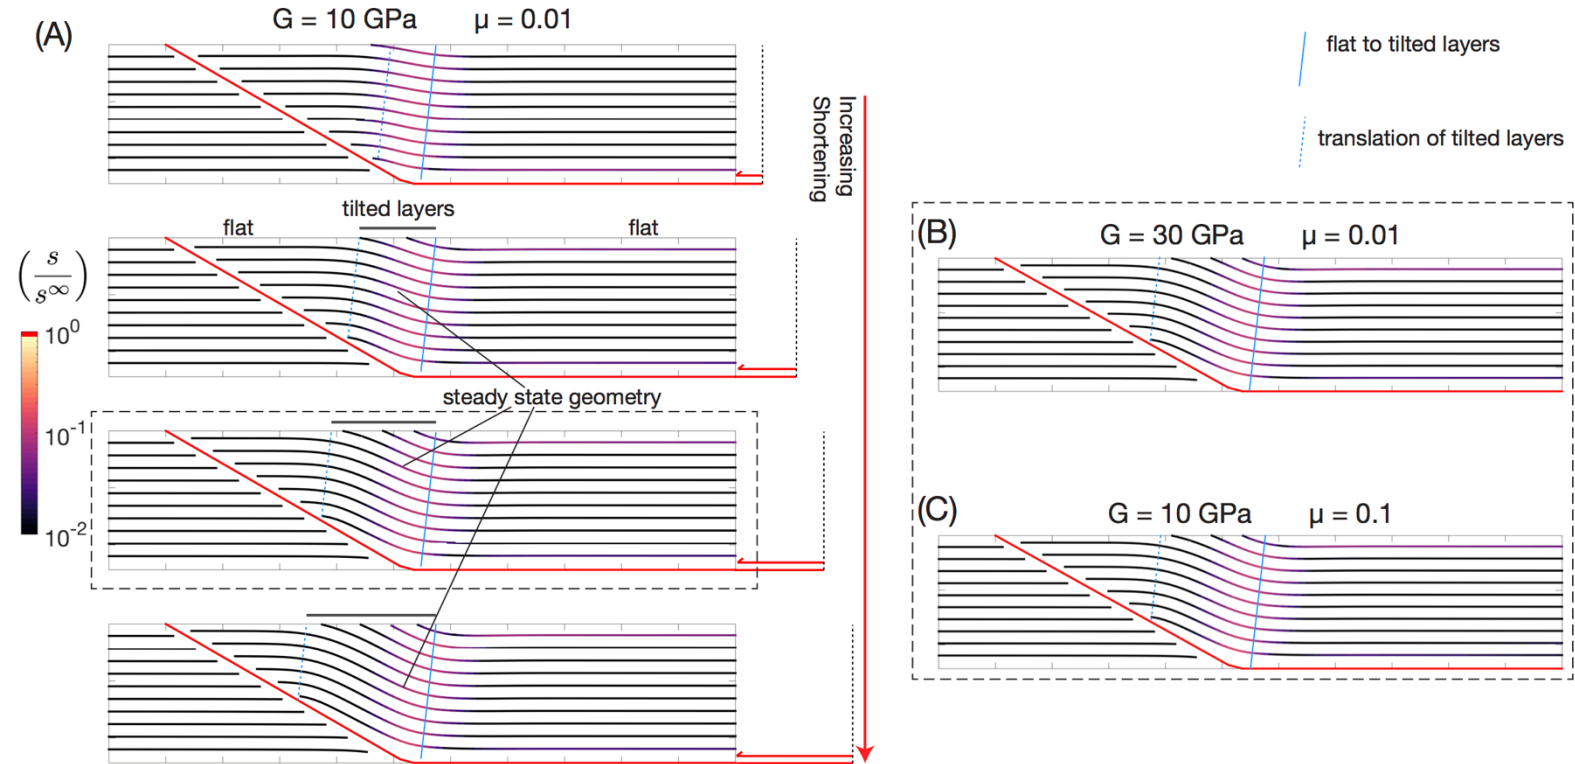 (A)
G = 10 GPa μ = 0.01
flat to tilted layers
translation of tilted layers
Increasing
Shortening
tilted layers
flat
flat
(s/s∞)
10⁰
10⁻¹
10⁻²
steady state geometry
(B)
G = 30 GPa μ = 0.01
(C)
G = 10 GPa μ = 0.1